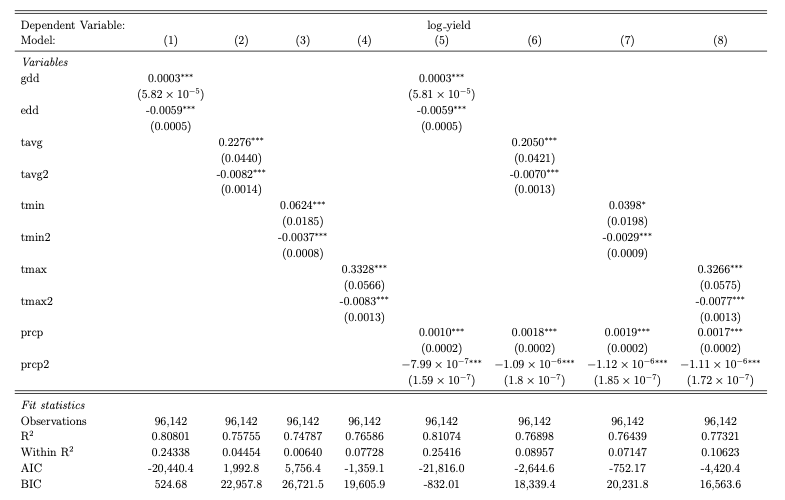 Dependent Variable: log_yield
Model: (1) (2) (3) (4) (5) (6) (7) (8)
Variables
gdd 0.0003*** 0.0003***
(5.82 × 10⁻⁵) (5.81 × 10⁻⁵)
edd -0.0059*** -0.0059***
(0.0005) (0.0005)
tavg 0.2276*** 0.2050***
(0.0440) (0.0421)
tavg2 -0.0082*** -0.0070***
(0.0014) (0.0013)
tmin 0.0624*** 0.0398*
(0.0185) (0.0198)
tmin2 -0.0037*** -0.0029***
(0.0008) (0.0009)
tmax 0.3328*** 0.3266***
(0.0566) (0.0575)
tmax2 -0.0083*** -0.0077***
(0.0013) (0.0013)
prcp 0.0010*** 0.0018*** 0.0019*** 0.0017***
(0.0002) (0.0002) (0.0002) (0.0002)
prcp2 −7.99 × 10⁻⁷*** −1.09 × 10⁻⁶*** −1.12 × 10⁻⁶*** −1.11 × 10⁻⁶***
(1.59 × 10⁻⁷) (1.8 × 10⁻⁷) (1.85 × 10⁻⁷) (1.72 × 10⁻⁷)
Fit statistics
Observations 96,142 96,142 96,142 96,142 96,142 96,142 96,142 96,142
R² 0.80801 0.75755 0.74787 0.76586 0.81074 0.76898 0.76439 0.77321
Within R² 0.24338 0.04454 0.00640 0.07728 0.25416 0.08957 0.07147 0.10623
AIC -20,440.4 1,992.8 5,756.4 -1,359.1 -21,816.0 -2,644.6 -752.17 -4,420.4
BIC 524.68 22,957.8 26,721.5 19,605.9 -832.01 18,339.4 20,231.8 16,563.6